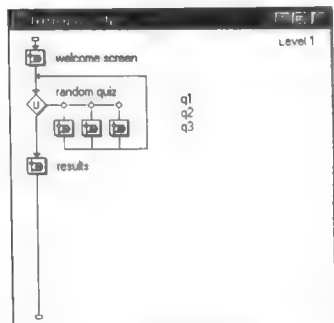 Level 1
welcome screen
random quiz
U
q1
q2
q3
results